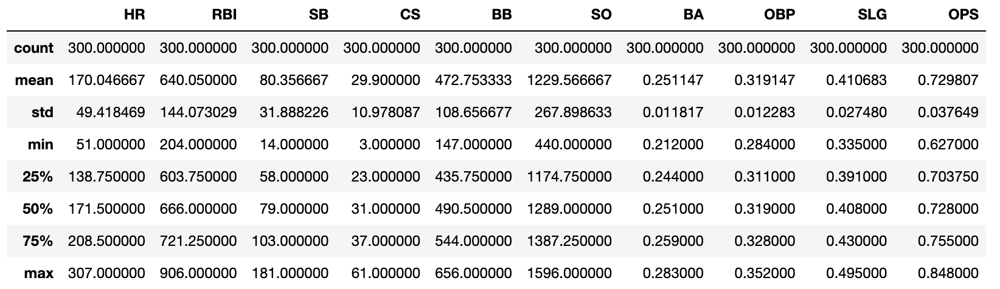 HR RBI SB CS BB SO BA OBP SLG OPS
count 300.000000 300.000000 300.000000 300.000000 300.000000 300.000000 300.000000 300.000000 300.000000 300.000000
mean 170.046667 640.050000 80.356667 29.900000 472.753333 1229.566667 0.251147 0.319147 0.410683 0.729807
std 49.418469 144.073029 31.888226 10.978087 108.656677 267.898633 0.011817 0.012283 0.027480 0.037649
min 51.000000 204.000000 14.000000 3.000000 147.000000 440.000000 0.212000 0.284000 0.335000 0.627000
25% 138.750000 603.750000 58.000000 23.000000 435.750000 1174.750000 0.244000 0.311000 0.391000 0.703750
50% 171.500000 666.000000 79.000000 31.000000 490.500000 1289.000000 0.251000 0.319000 0.408000 0.728000
75% 208.500000 721.250000 103.000000 37.000000 544.000000 1387.250000 0.259000 0.328000 0.430000 0.755000
max 307.000000 906.000000 181.000000 61.000000 656.000000 1596.000000 0.283000 0.352000 0.495000 0.848000